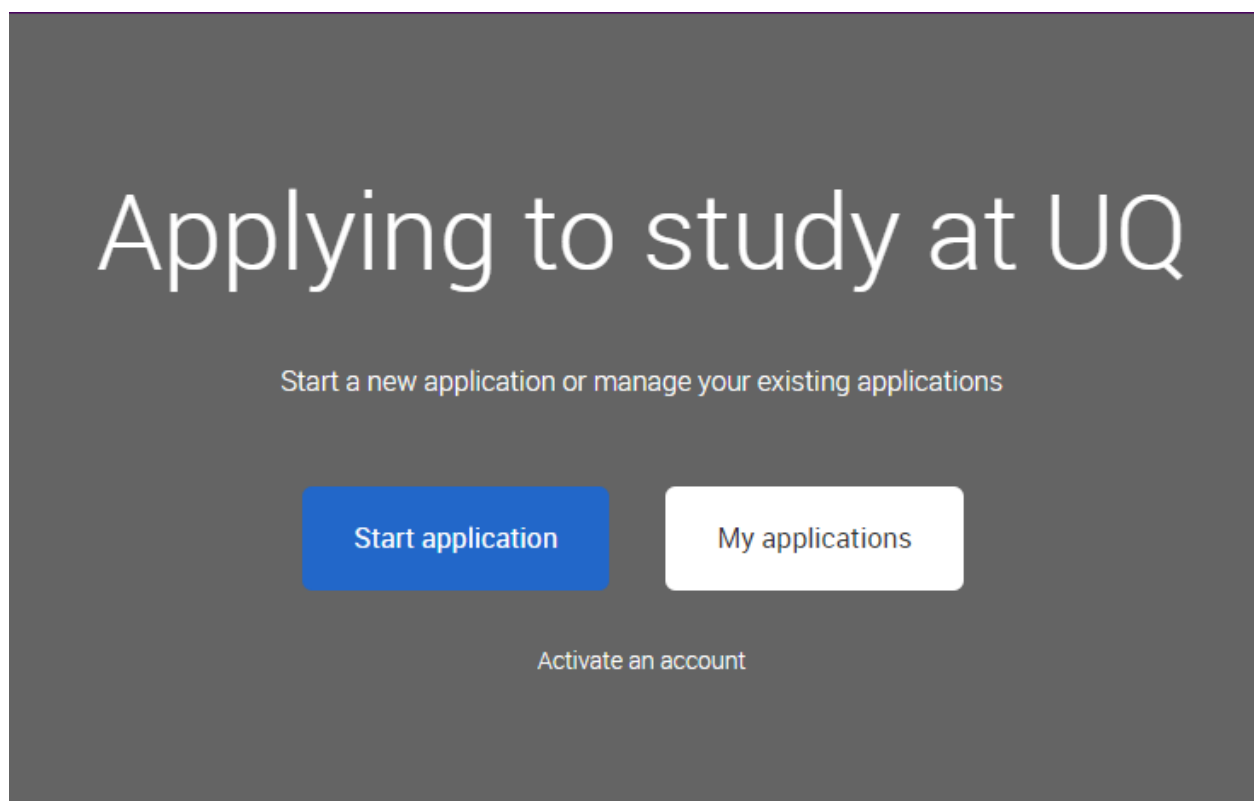 Applying to study at UQ
Start a new application or manage your existing applications
Start application
My applications
Activate an account